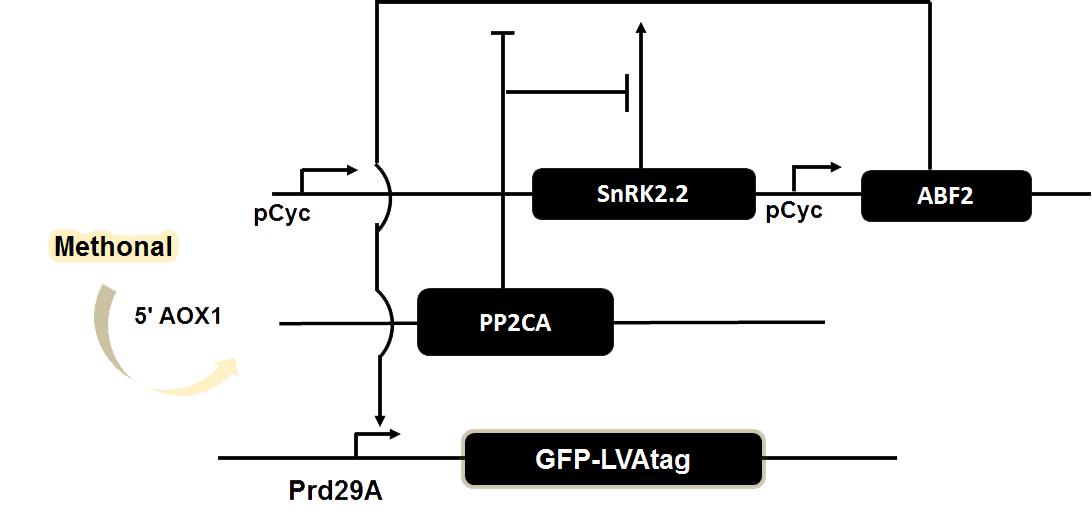 SnRK2.2
ABF2
pCyc
pCyc
Methonal
5' AOX1
PP2CA
GFP-LVAtag
Prd29A